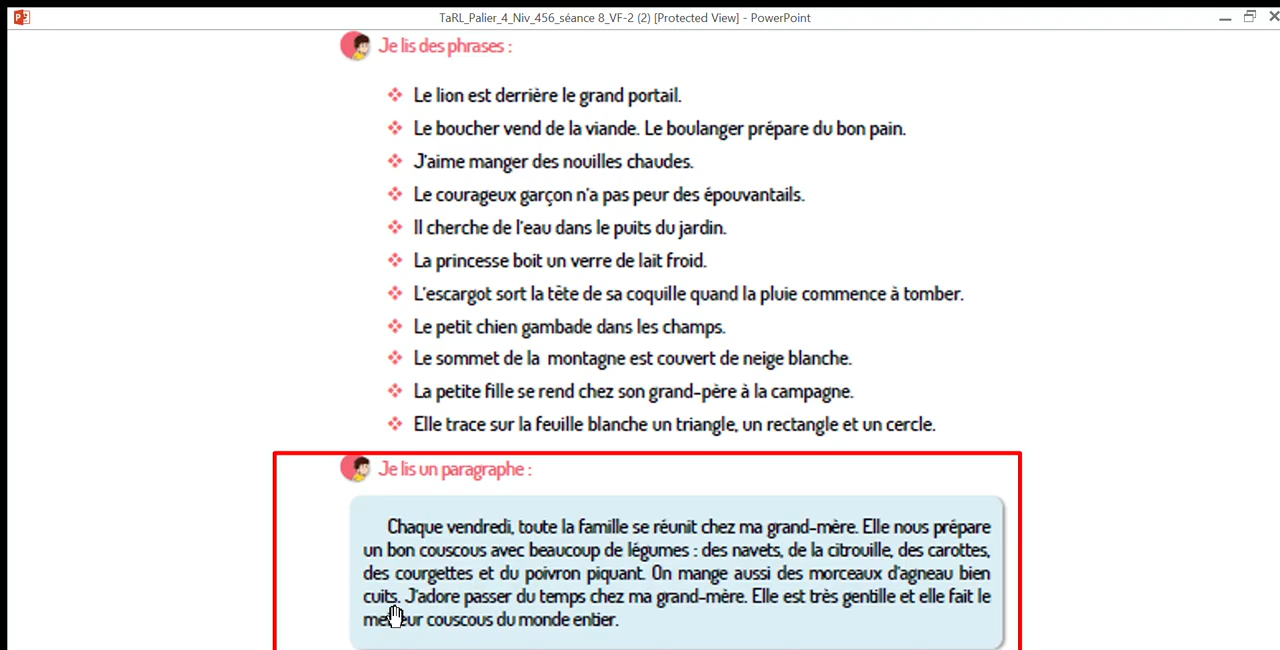 TaRL_Palier_4_Niv_456_séance 8_VF-2 (2) [Protected View] - PowerPoint
Je lis des phrases :
Le lion est derrière le grand portail.
Le boucher vend de la viande. Le boulanger prépare du bon pain.
J'aime manger des nouilles chaudes.
Le courageux garçon n'a pas peur des épouvantails.
Il cherche de l'eau dans le puits du jardin.
La princesse boit un verre de lait froid.
L'escargot sort la tête de sa coquille quand la pluie commence à tomber.
Le petit chien gambade dans les champs.
Le sommet de la montagne est couvert de neige blanche.
La petite fille se rend chez son grand-père à la campagne.
Elle trace sur la feuille blanche un triangle, un rectangle et un cercle.
Je lis un paragraphe :
Chaque vendredi, toute la famille se réunit chez ma grand-mère. Elle nous prépare
un bon couscous avec beaucoup de légumes : des navets, de la citrouille, des carottes,
des courgettes et du poivron piquant. On mange aussi des morceaux d'agneau bien
cuits. J'adore passer du temps chez ma grand-mère. Elle est très gentille et elle fait le
couscous du monde entier.